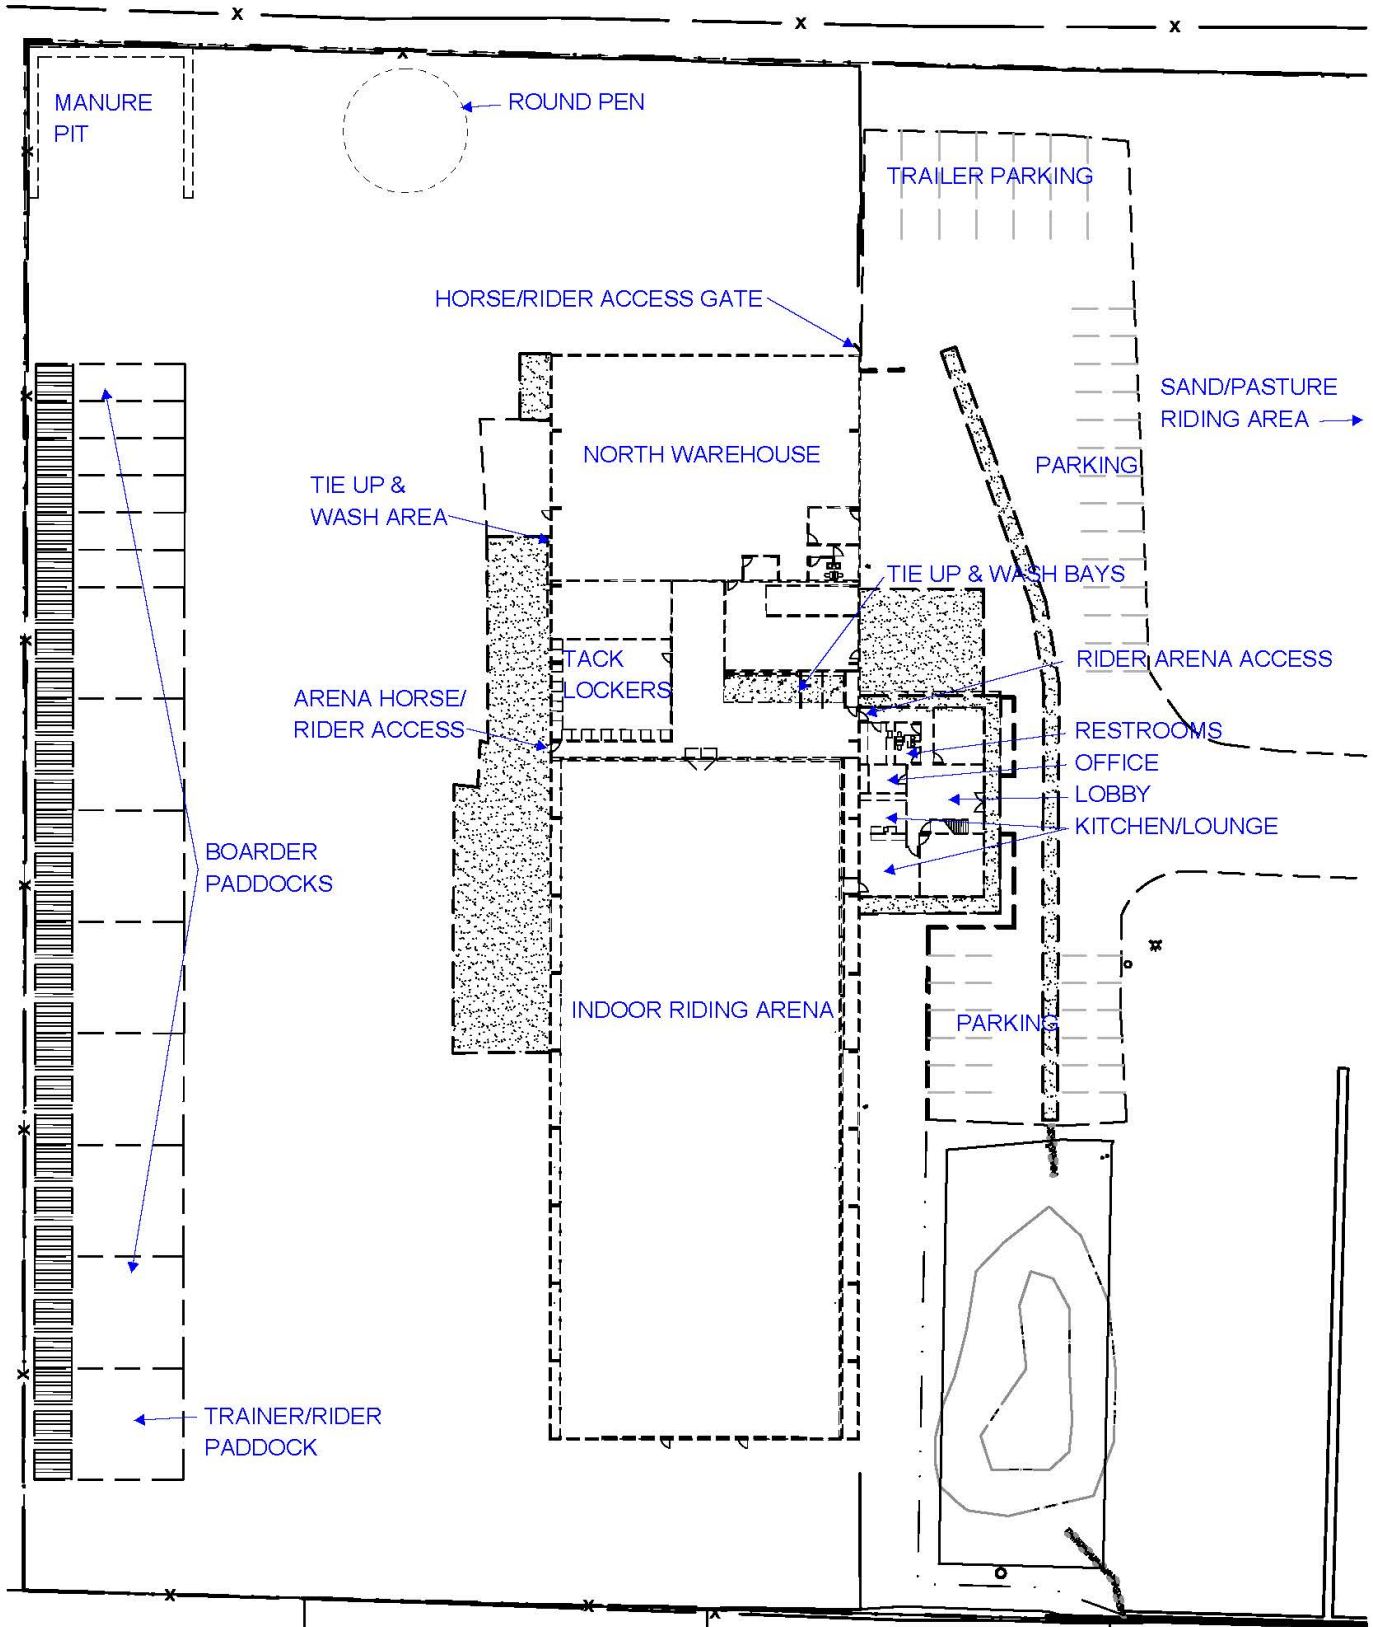 MANURE
PIT
ROUND PEN
TRAILER PARKING
HORSE/RIDER ACCESS GATE
SAND/PASTURE
RIDING AREA
NORTH WAREHOUSE
PARKING
TIE UP &
WASH AREA
TIE UP & WASH BAYS
TACK
LOCKERS
RIDER ARENA ACCESS
ARENA HORSE/
RIDER ACCESS
RESTROOMS
OFFICE
LOBBY
KITCHEN/LOUNGE
BOARDER
PADDOCKS
INDOOR RIDING ARENA
PARKING
TRAINER/RIDER
PADDOCK